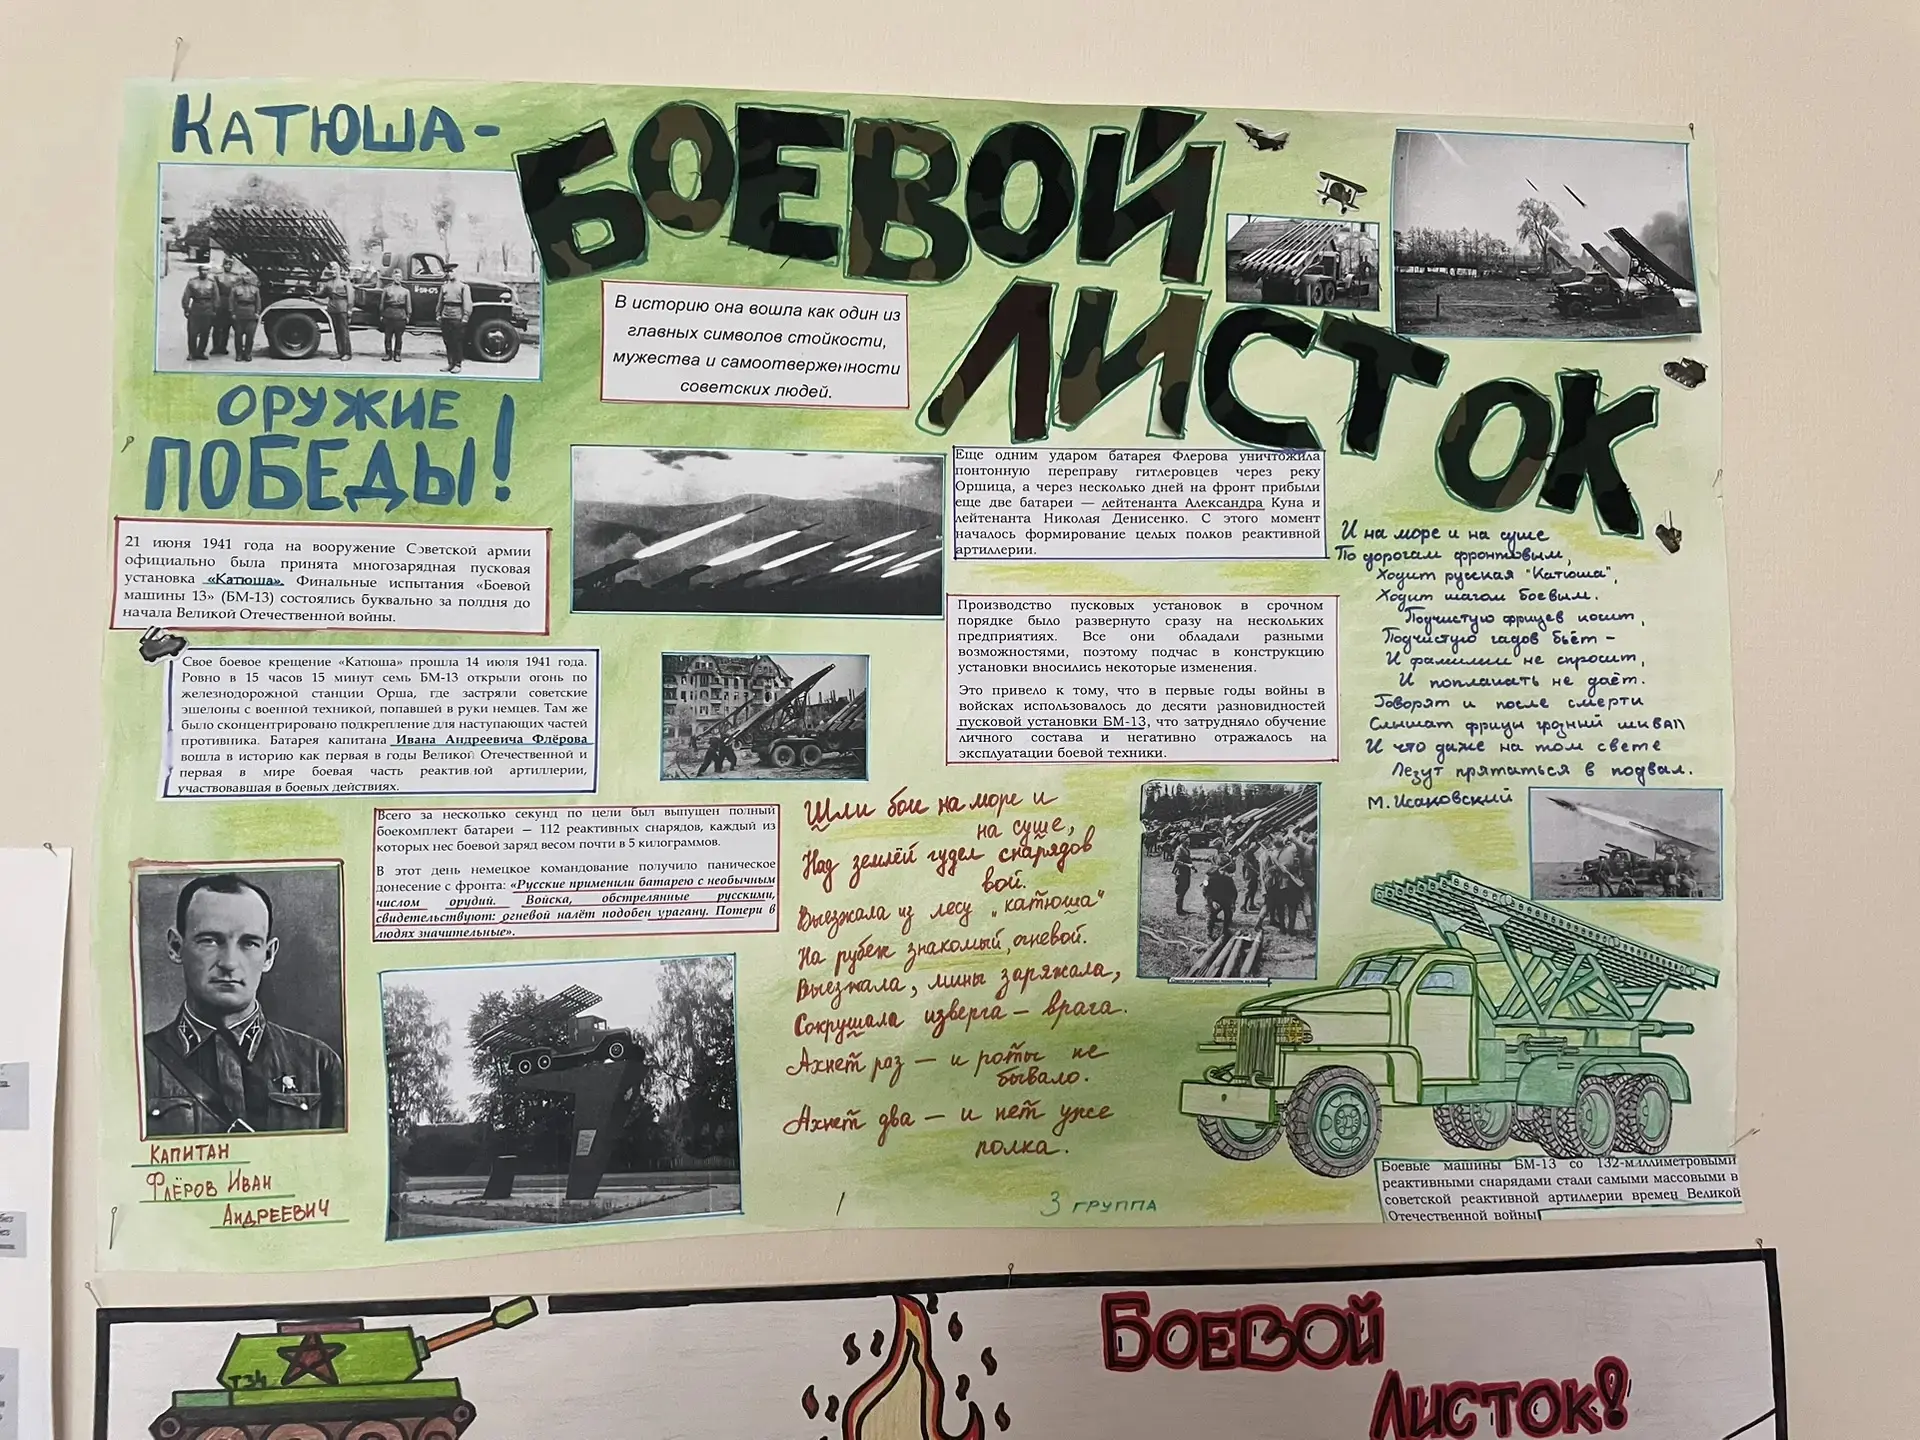 КАТЮША-
ОРУЖИЕ
ПОБЕДЫ!
БОЕВОЙ
ЛИСТОК
В историю она вошла как один из
главных символов стойкости,
мужества и самоотверженности
советских людей.
21 июня 1941 года на вооружение Советской армии
официально была принята многозарядная пусковая
установка «Катюша». Финальные испытания «Боевой
машины 13» (БМ-13) состоялись буквально за полдня до
начала Великой Отечественной войны.
Свое боевое крещение «Катюша» прошла 14 июля 1941 года.
Ровно в 15 часов 15 минут семь БМ-13 открыли огонь по
железнодорожной станции Орша, где застряли советские
эшелоны с военной техникой, попавшей в руки немцев. Там же
было сконцентрировано подкрепление для наступающих частей
противника. Батарея капитана Ивана Андреевича Флёрова
вошла в историю как первая в годы Великой Отечественной и
первая в мире боевая часть реактивной артиллерии,
участвовавшая в боевых действиях.
Всего за несколько секунд по цели был выпущен полный
боекомплект батареи — 112 реактивных снарядов, каждый из
которых нес боевой заряд весом почти в 5 килограммов.
В этот день немецкое командование получило паническое
донесение с фронта: «Русские применили батарею с необычным
числом орудий. Войска, обстрелянные русскими,
свидетельствуют: огневой налёт подобен урагану. Потери в
людях значительные».
КАПИТАН
ФЛЁРОВ ИВАН
АНДРЕЕВИЧ
Еще одним ударом батарея Флерова уничтожила
понтонную переправу гитлеровцев через реку
Оршица, а через несколько дней на фронт прибыли
еще две батареи — лейтенанта Александра Куна и
лейтенанта Николая Денисенко. С этого момент
началось формирование целых полков реактивной
артиллерии.
Производство пусковых установок в срочном
порядке было развернуто сразу на нескольких
предприятиях. Все они обладали разными
возможностями, поэтому подчас в конструкцию
установки вносились некоторые изменения.
Это привело к тому, что в первые годы войны в
войсках использовалось до десяти разновидностей
пусковой установки БМ-13, что затрудняло обучение
личного состава и негативно отражалось на
эксплуатации боевой техники.
Шли бои на море и
на суше,
Над землёй гудел снарядов
вой.
Выезжала из лесу „катюша"
На рубеж знакомый, огневой.
Выезжала, мины заряжала,
Сокрушала изверга – врага.
Ахнет раз – и роты не
бывало.
Ахнет два – и нет уже
полка.
И на море и на суше
По дорогам фронтовым,
Ходит русская "Катюша",
Ходит шагом боевым.
Подчистую фрицев косит,
Подчистую гадов бьёт –
И фамилии не спросит,
И поплакать не даёт.
Говорят и после смерти
Слышат фрицы грозный шквал
И что даже на том свете
Лезут прятаться в подвал.
М. Исаковский
Боевые машины БМ-13 со 132-миллиметровыми
реактивными снарядами стали самыми массовыми в
советской реактивной артиллерии времен Великой
Отечественной войны
3 ГРУППА
Т34
БОЕВОЙ
ЛИСТОК!